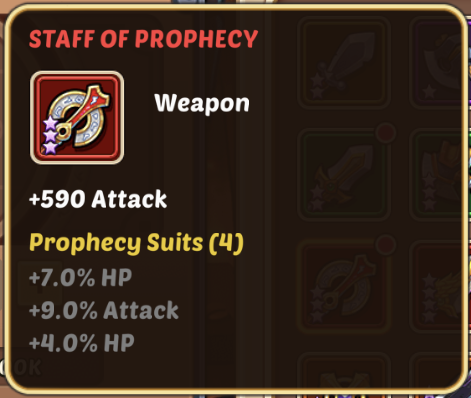 STAFF OF PROPHECY
Weapon
+590 Attack
Prophecy Suits (4)
+7.0% HP
+9.0% Attack
+4.0% HP